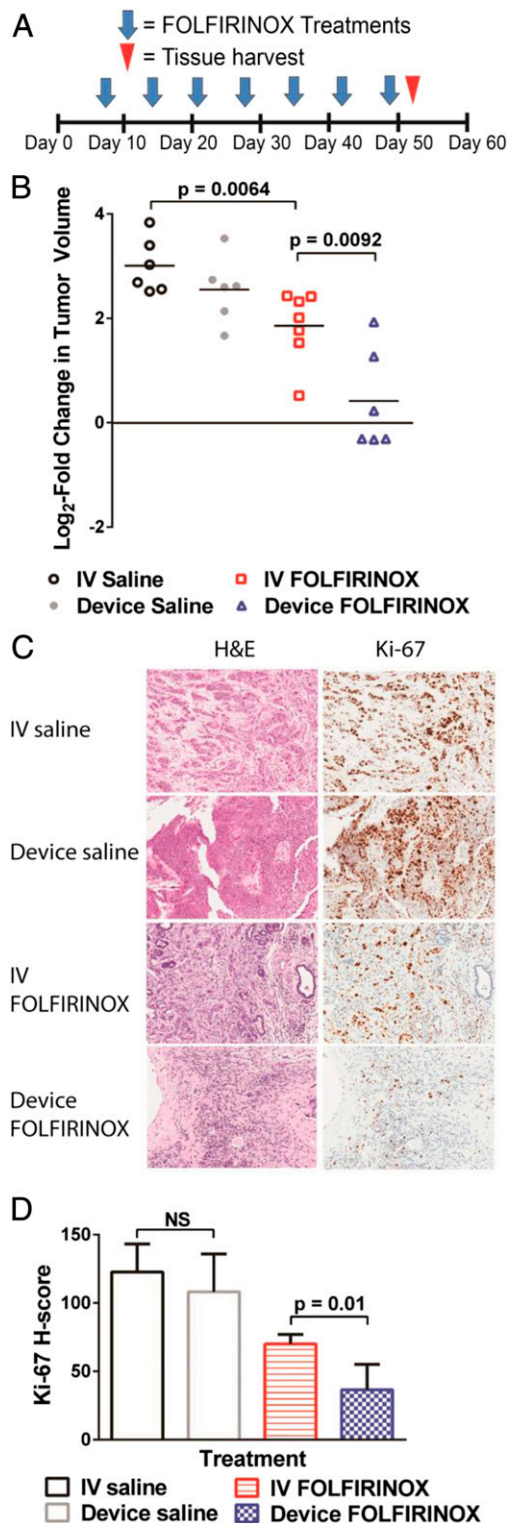 A
= FOLFIRINOX Treatments
= Tissue harvest
Day 0 Day 10 Day 20 Day 30 Day 40 Day 50 Day 60
B
p = 0.0064
p = 0.0092
Log2-Fold Change in Tumor Volume
4
2
0
-2
IV Saline IV FOLFIRINOX
Device Saline Device FOLFIRINOX
C
H&E Ki-67
IV saline
Device saline
IV
FOLFIRINOX
Device
FOLFIRINOX
D
NS
p = 0.01
Ki-67 H-score
150
100
50
0
Treatment
IV saline IV FOLFIRINOX
Device saline Device FOLFIRINOX